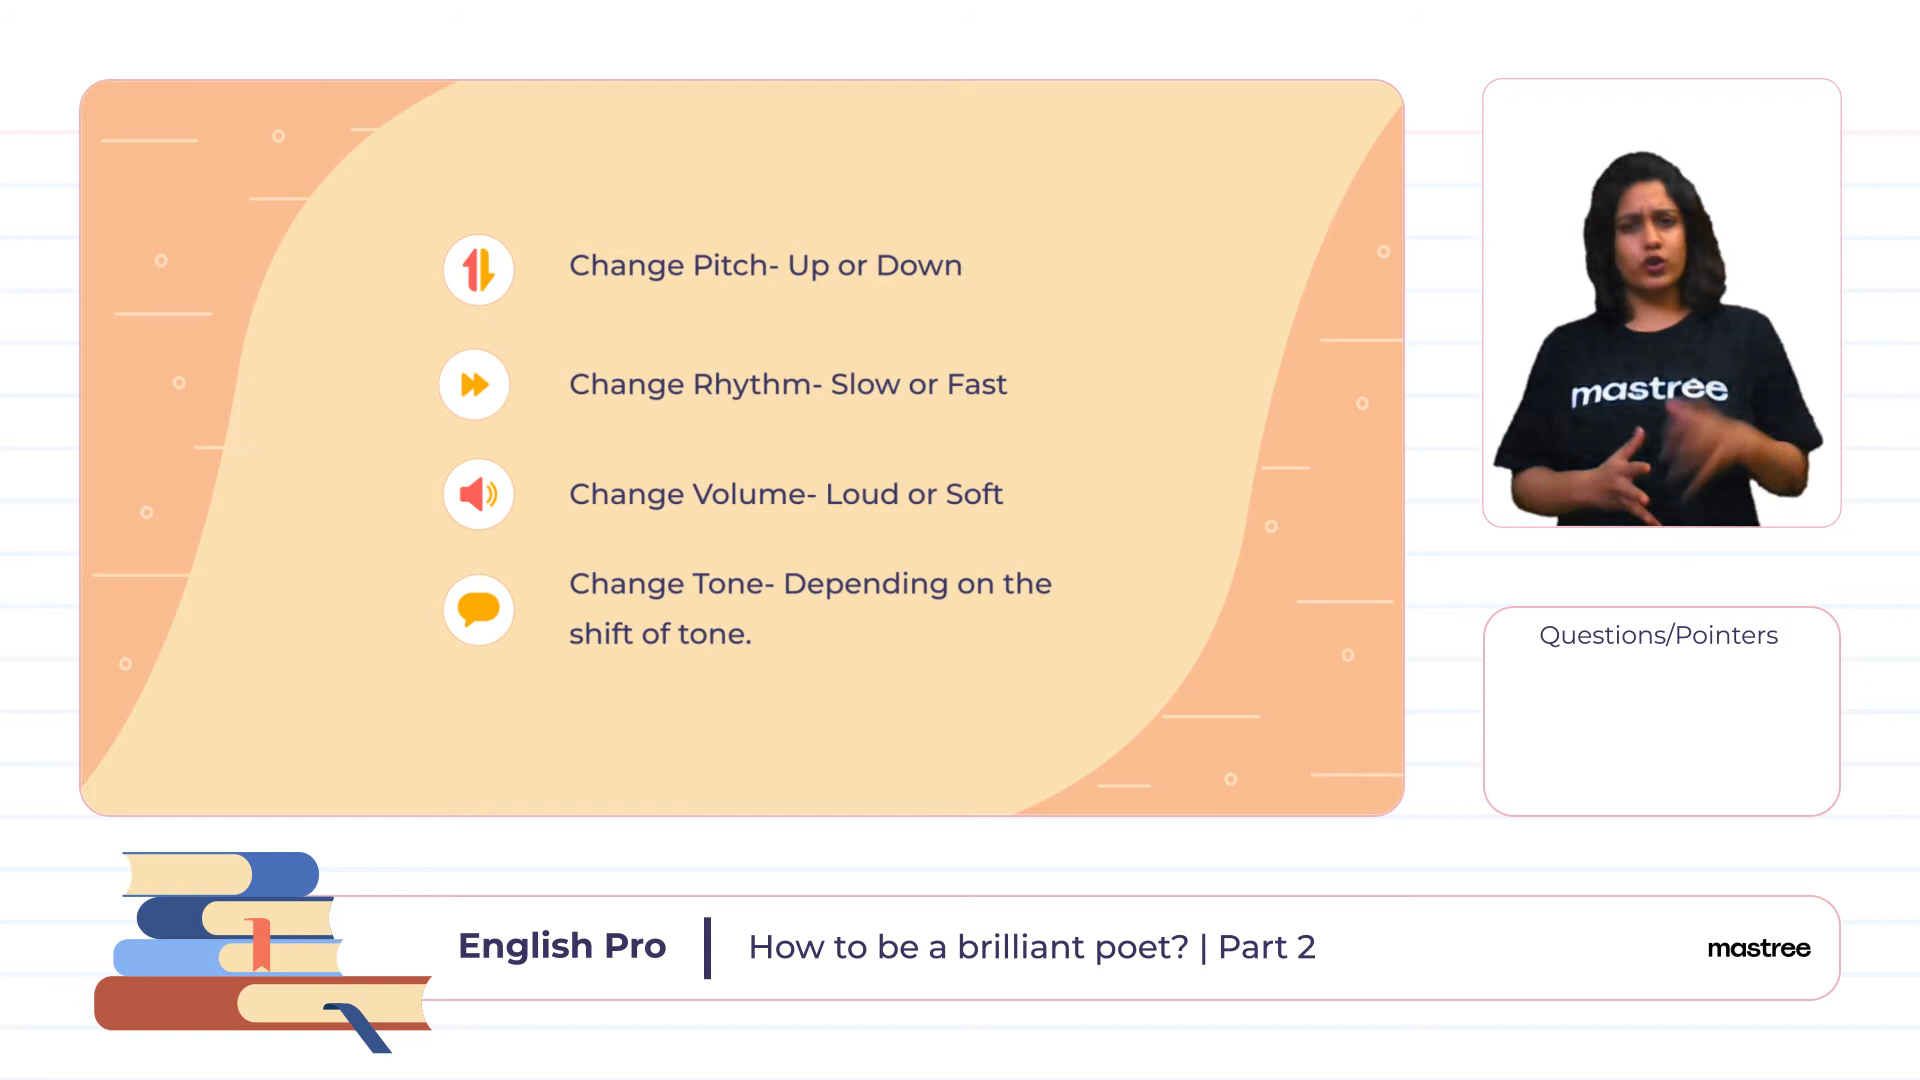 Change Pitch- Up or Down
Change Rhythm- Slow or Fast
Change Volume- Loud or Soft
Change Tone- Depending on the
shift of tone.
mastree
Questions/Pointers
English Pro
How to be a brilliant poet? | Part 2
mastree